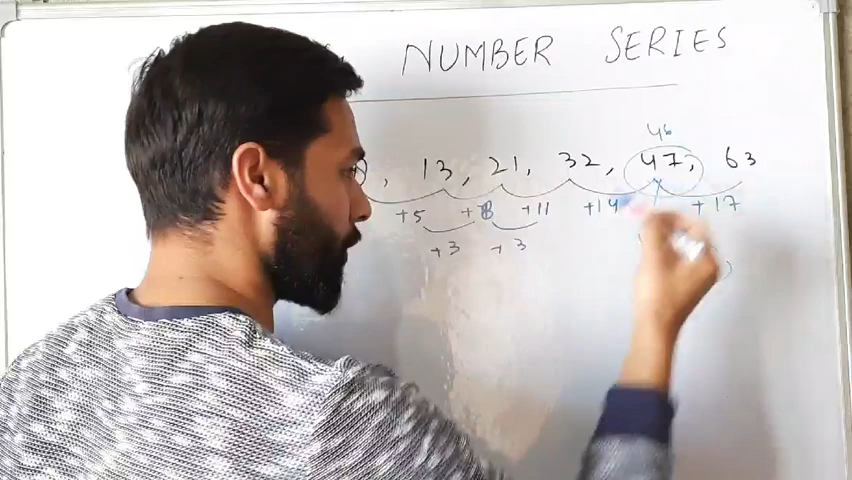 NUMBER SERIES
46
, 13, 21, 32, 47, 63
+5 +8 +11 +14 +17
+3 +3